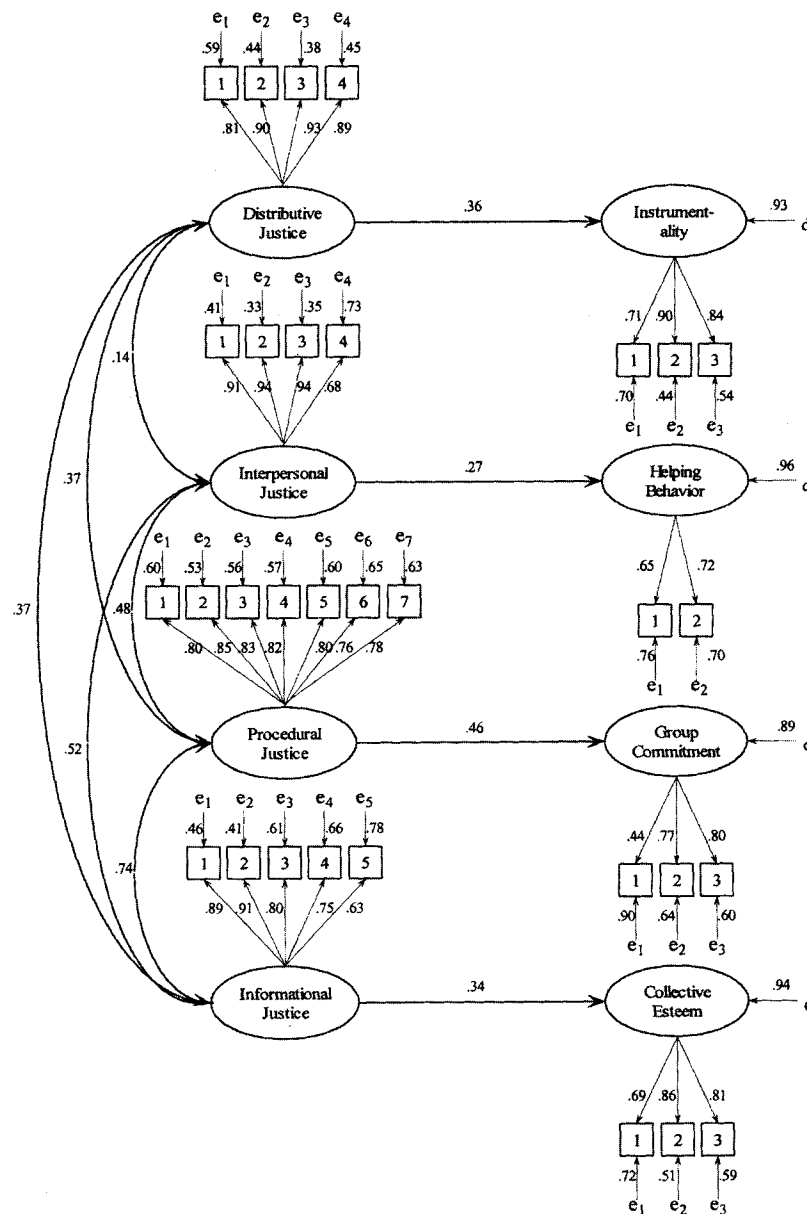 e1 e2 e3 e4
.59 .44 .38 .45
1 2 3 4
.81 .90 .93 .89
Distributive Justice
.36
Instrument-ality
.93
e1 e2 e3 e4
.41 .33 .35 .73
1 2 3 4
.91 .94 .94 .68
.71 .90 .84
1 2 3
.70 .44 .54
e1 e2 e3
.14
Interpersonal Justice
.27
Helping Behavior
.96
.37
e1 e2 e3 e4 e5 e6 e7
.60 .53 .56 .57 .60 .65 .63
1 2 3 4 5 6 7
.80 .85 .83 .82 .80 .76 .78
.65 .72
1 2
.76 .70
e1 e2
.37
.48
Procedural Justice
.46
Group Commitment
.89
.52
e1 e2 e3 e4 e5
.46 .41 .61 .66 .78
1 2 3 4 5
.89 .91 .80 .75 .63
.44 .77 .80
1 2 3
.90 .64 .60
e1 e2 e3
.74
Informational Justice
.34
Collective Esteem
.94
.69 .86 .81
1 2 3
.72 .51 .59
e1 e2 e3